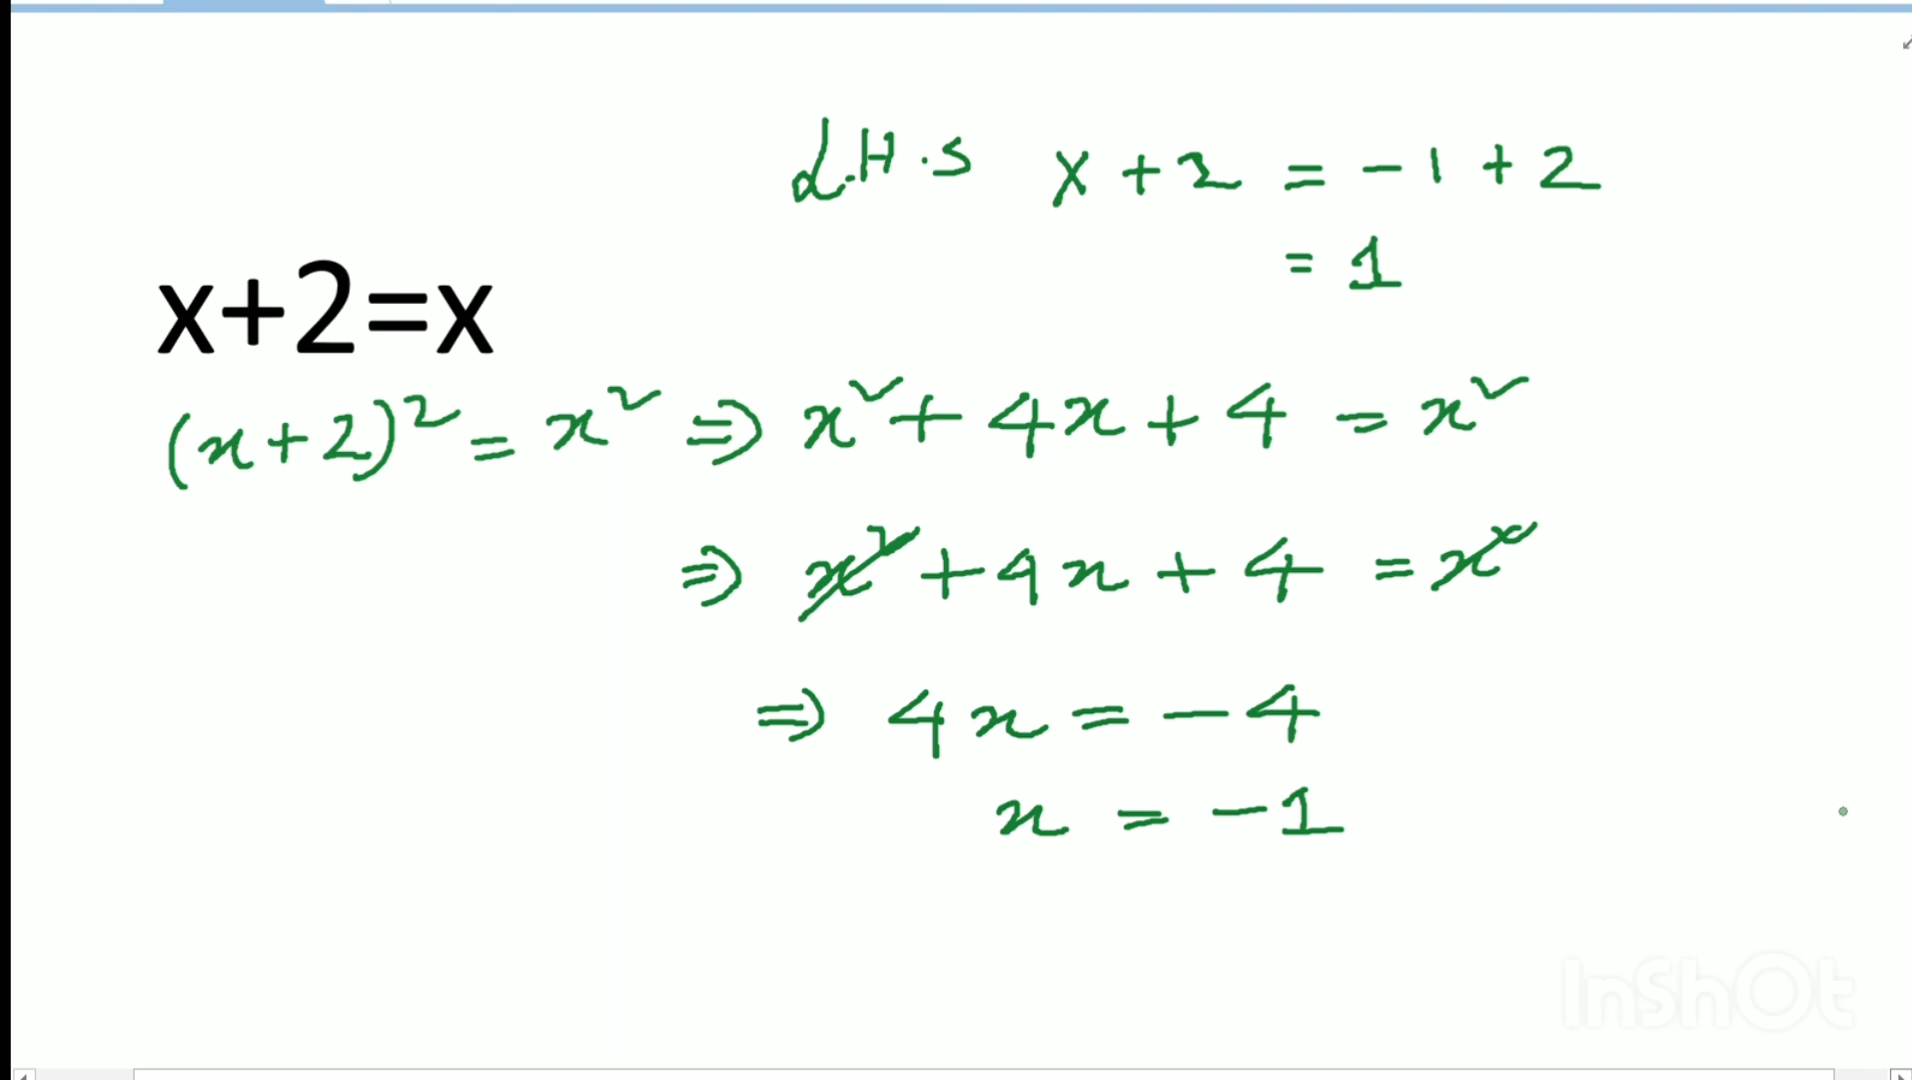 L.H.S x + 2 = - 1 + 2
= 1
x+2=x
(x+2)² = x² ⇒ x² + 4x + 4 = x²
⇒ x² + 4x + 4 = x²
⇒ 4x = - 4
x = - 1
InShOt